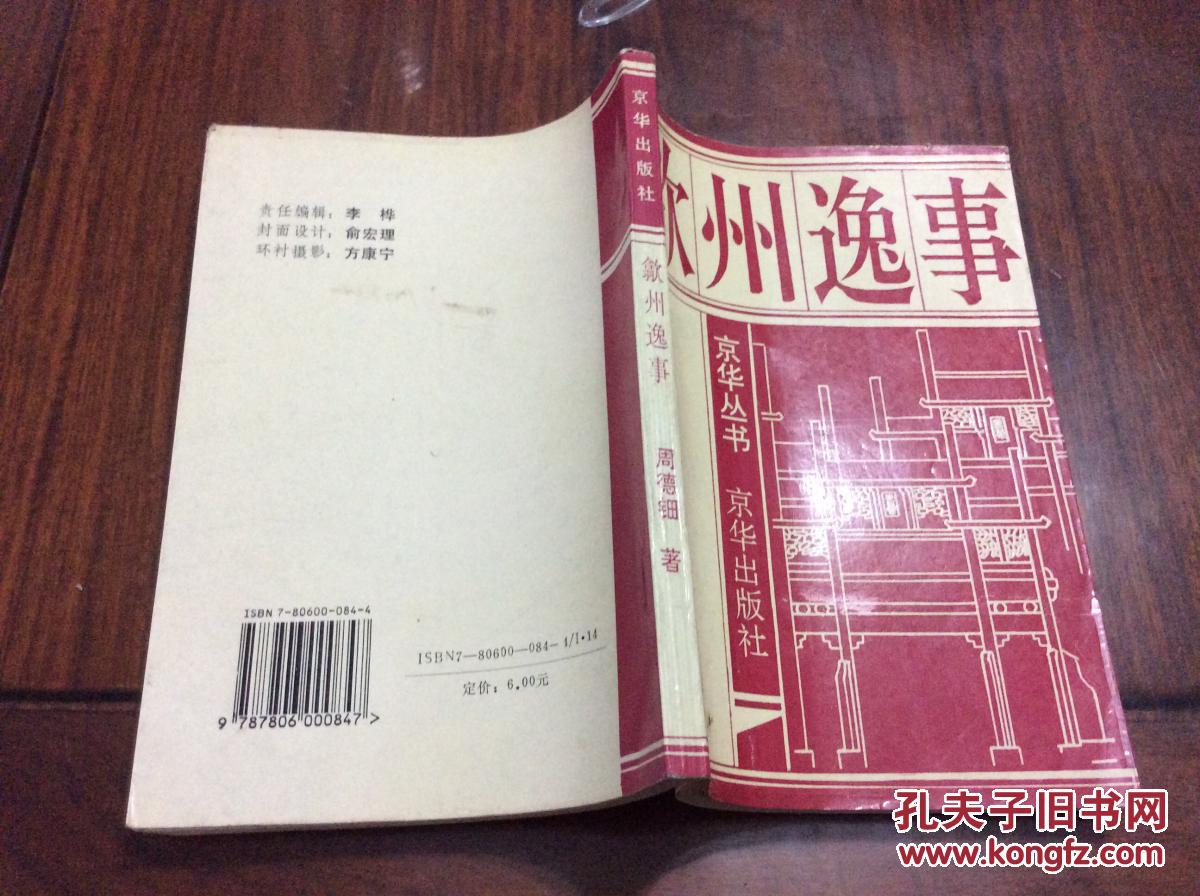 责任编辑：李 桦
封面设计：俞宏理
环衬摄影：方康宁
ISBN 7-80600-084-4
9 787806 000847 >
ISBN7—80600—084—4/I·14
定价：6.00元
京华出版社
歙州逸事
周德钿 著
歙州逸事
京华丛书
京华出版社
孔夫子旧书网
www.kongfz.com